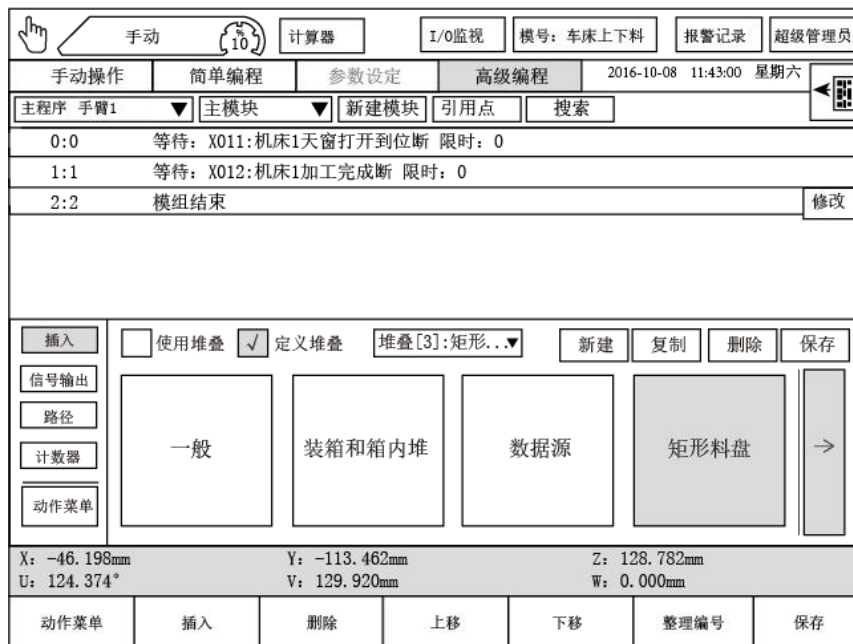 手动 % 10 计算器 I/O监视 模号：车床上下料 报警记录 超级管理员
手动操作 简单编程 参数设定 高级编程 2016-10-08 11:43:00 星期六
主程序 手臂1 ▼ 主模块 ▼ 新建模块 引用点 搜索
0:0 等待：X011:机床1天窗打开到位断 限时：0
1:1 等待：X012:机床1加工完成断 限时：0
2:2 模组结束 修改
插入 使用堆叠 √ 定义堆叠 堆叠[3]:矩形...▼ 新建 复制 删除 保存
信号输出
路径
计数器
动作菜单
一般 装箱和箱内堆 数据源 矩形料盘 →
X：-46.198mm Y：-113.462mm Z：128.782mm
U：124.374° V：129.920mm W：0.000mm
动作菜单 插入 删除 上移 下移 整理编号 保存